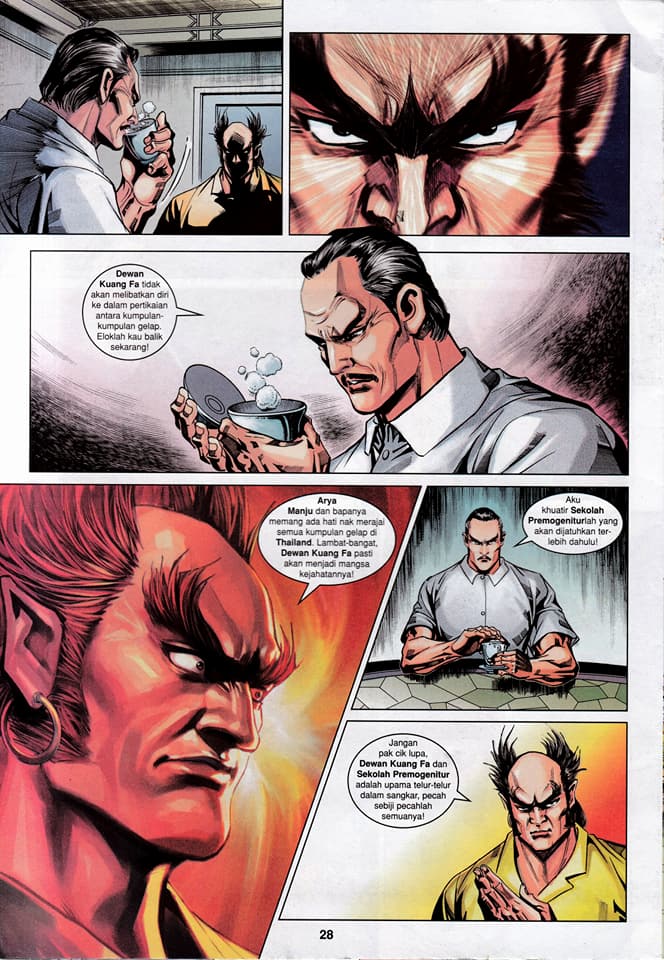 Dewan
Kuang Fa tidak
akan melibatkan diri
ke dalam pertikaian
antara kumpulan-
kumpulan gelap.
Eloklah kau balik
sekarang!
Arya
Manju dan bapanya
memang ada hati nak merajai
semua kumpulan gelap di
Thailand. Lambat-bangat,
Dewan Kuang Fa pasti
akan menjadi mangsa
kejahatannya!
Aku
khuatir Sekolah
Premogeniturlah yang
akan dijatuhkan ter-
lebih dahulu!
Jangan
pak cik lupa,
Dewan Kuang Fa dan
Sekolah Premogenitur
adalah upama telur-telur
dalam sangkar, pecah
sebiji pecahlah
semuanya!
28